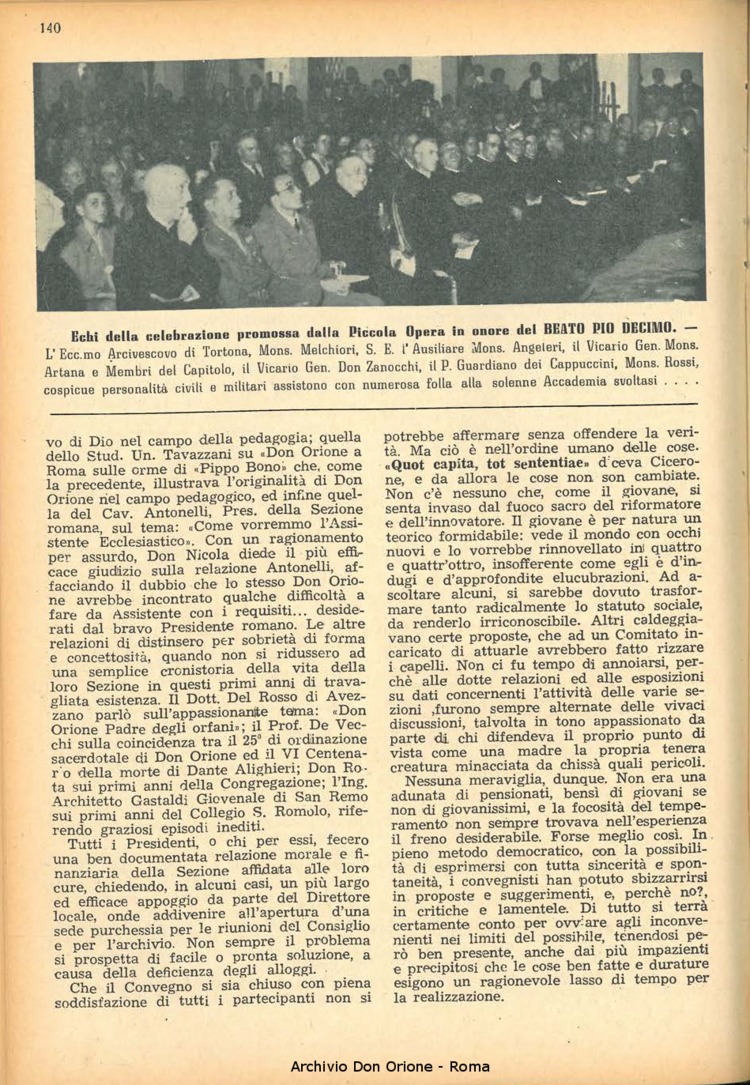 140
Echi della celebrazione promossa dalla Piccola Opera in onore del BEATO PIO DECIMO. —
L' Ecc.mo Arcivescovo di Tortona, Mons. Melchiori, S. E. l' Ausiliare Mons. Angeleri, il Vicario Gen. Mons.
Artana e Membri del Capitolo, il Vicario Gen. Don Zanocchi, il P. Guardiano dei Cappuccini, Mons. Rossi,
cospicue personalità civili e militari assistono con numerosa folla alla solenne Accademia svoltasi . . . .
vo di Dio nel campo della pedagogia; quella
dello Stud. Un. Tavazzani su «Don Orione a
Roma sulle orme di «Pippo Bono» che, come
la precedente, illustrava l'originalità di Don
Orione nel campo pedagogico, ed infine quel-
la del Cav. Antonelli, Pres. della Sezione
romana, sul tema: «Come vorremmo l'Assi-
stente Ecclesiastico». Con un ragionamento
per assurdo, Don Nicola diede il più effi-
cace giudizio sulla relazione Antonelli, af-
facciando il dubbio che lo stesso Don Orio-
ne avrebbe incontrato qualche difficoltà a
fare da Assistente con i requisiti... deside-
rati dal bravo Presidente romano. Le altre
relazioni di distinsero per sobrietà di forma
e concettosità, quando non si ridussero ad
una semplice cronistoria della vita della
loro Sezione in questi primi anni di trava-
gliata esistenza. Il Dott. Del Rosso di Avez-
zano parlò sull'appassionante tema: «Don
Orione Padre degli orfani»; il Prof. De Vec-
chi sulla coincidenza tra il 25° di ordinazione
sacerdotale di Don Orione ed il VI Centena-
r'o della morte di Dante Alighieri; Don Ro-
ta sui primi anni della Congregazione; l'Ing.
Architetto Gastaldi Giovenale di San Remo
sui primi anni del Collegio S. Romolo, rife-
rendo graziosi episodi inediti.
Tutti i Presidenti, o chi per essi, fecero
una ben documentata relazione morale e fi-
nanziaria della Sezione affidata alle loro
cure, chiedendo, in alcuni casi, un più largo
ed efficace appoggio da parte del Direttore
locale, onde addivenire all'apertura d'una
sede purchessia per le riunioni del Consiglio
e per l'archivio. Non sempre il problema
si prospetta di facile o pronta soluzione, a
causa della deficienza degli alloggi.
Che il Convegno si sia chiuso con piena
soddisfazione di tutti i partecipanti non si
potrebbe affermare senza offendere la veri-
tà. Ma ciò è nell'ordine umano delle cose.
«Quot capita, tot sententiae» d:ceva Cicero-
ne, e da allora le cose non son cambiate.
Non c'è nessuno che, come il giovane, si
senta invaso dal fuoco sacro del riformatore
e dell'innovatore. Il giovane è per natura un
teorico formidabile: vede il mondo con occhi
nuovi e lo vorrebbe rinnovellato in quattro
e quattr'ottro, insofferente come egli è d'in-
dugi e d'approfondite elucubrazioni. Ad a-
scoltare alcuni, si sarebbe dovuto trasfor-
mare tanto radicalmente lo statuto sociale,
da renderlo irriconoscibile. Altri caldeggia-
vano certe proposte, che ad un Comitato in-
caricato di attuarle avrebbero fatto rizzare
i capelli. Non ci fu tempo di annoiarsi, per-
chè alle dotte relazioni ed alle esposizioni
su dati concernenti l'attività delle varie se-
zioni ,furono sempre alternate delle vivaci
discussioni, talvolta in tono appassionato da
parte di chi difendeva il proprio punto di
vista come una madre la propria tenera
creatura minacciata da chissà quali pericoli.
Nessuna meraviglia, dunque. Non era una
adunata di pensionati, bensì di giovani se
non di giovanissimi, e la focosità del tempe-
ramento non sempre trovava nell'esperienza
il freno desiderabile. Forse meglio così. In
pieno metodo democratico, con la possibili-
tà di esprimersi con tutta sincerità e spon-
taneità, i convegnisti han potuto sbizzarrirsi
in proposte e suggerimenti, e, perchè no?,
in critiche e lamentele. Di tutto si terrà
certamente conto per ovv:are agli inconve-
nienti nei limiti del possibile, tenendosi pe-
rò ben presente, anche dai più impazienti
e precipitosi che le cose ben fatte e durature
esigono un ragionevole lasso di tempo per
la realizzazione.
Archivio Don Orione - Roma